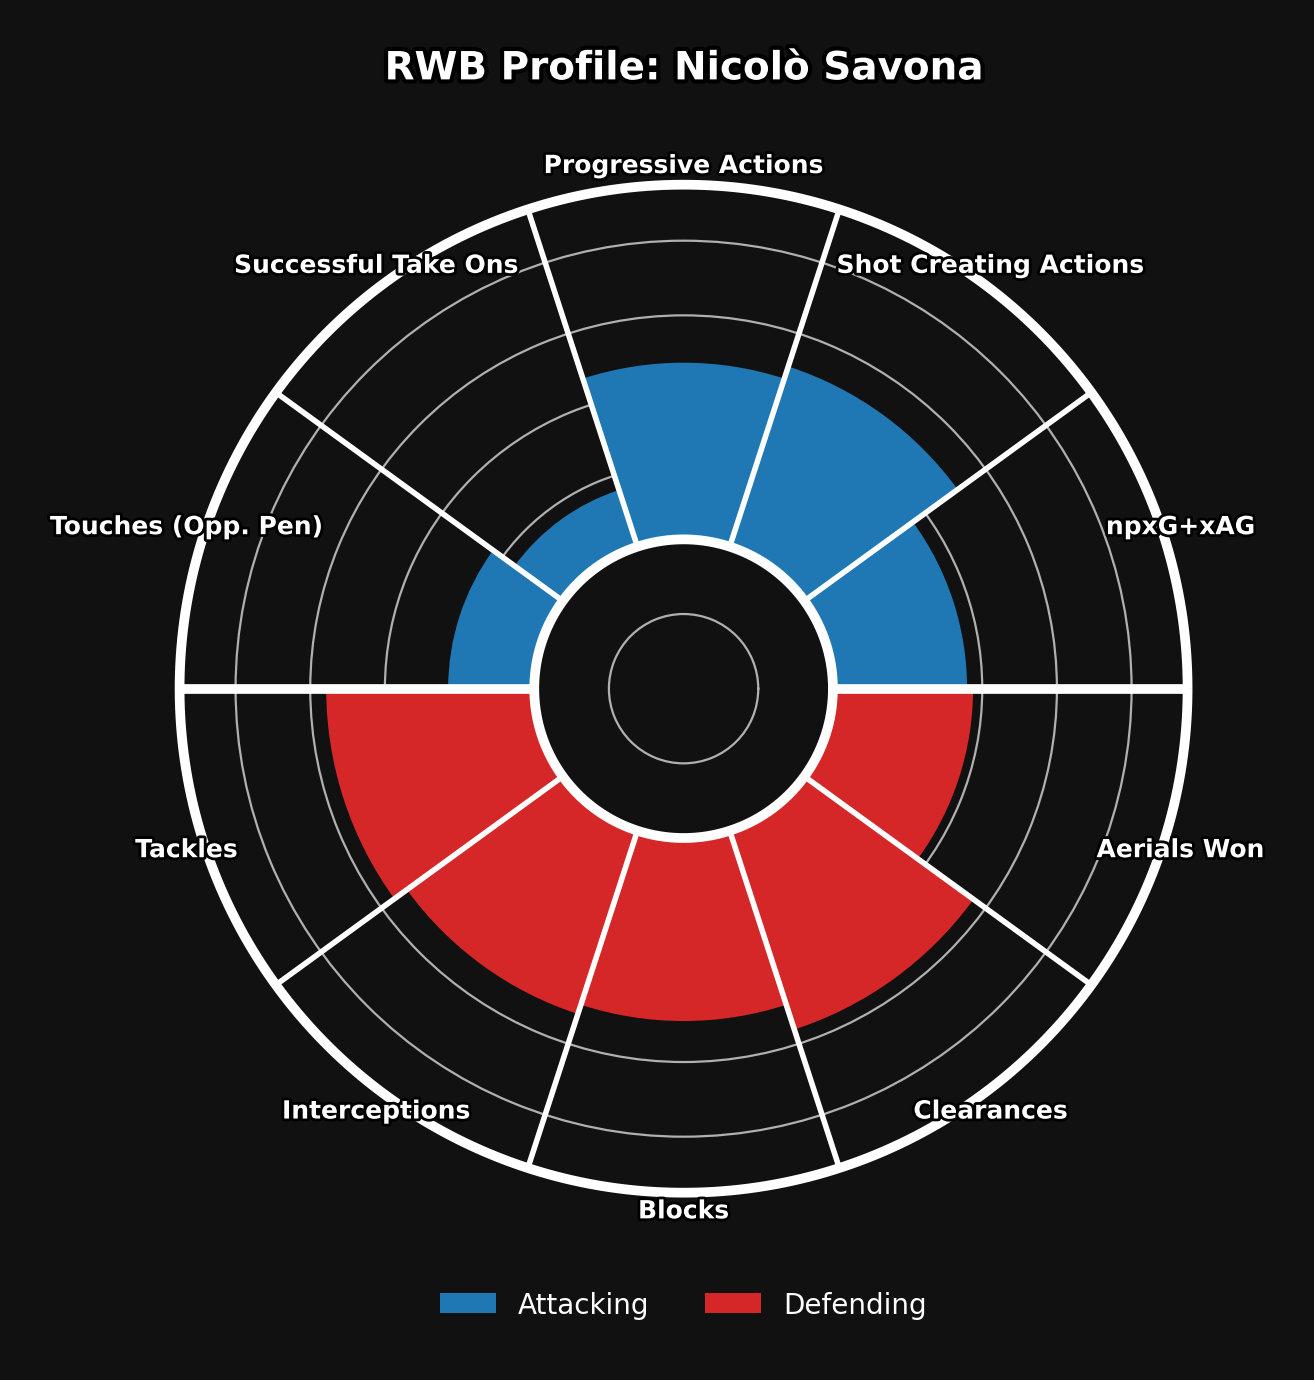 RWB Profile: Nicolò Savona
Progressive Actions
Successful Take Ons
Shot Creating Actions
Touches (Opp. Pen)
npxG+xAG
Tackles
Aerials Won
Interceptions
Clearances
Blocks
Attacking
Defending